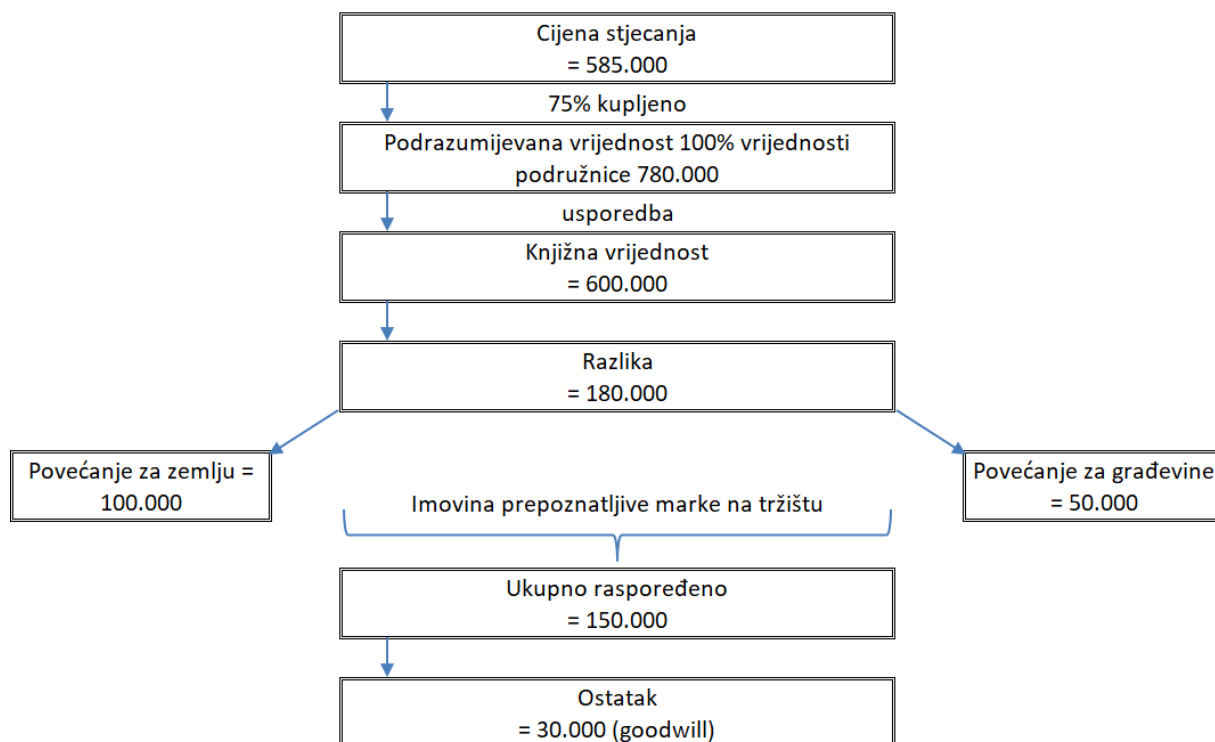 Cijena stjecanja
= 585.000
75% kupljeno
Podrazumijevana vrijednost 100% vrijednosti
podružnice 780.000
usporedba
Knjižna vrijednost
= 600.000
Razlika
= 180.000
Povećanje za zemlju =
100.000
Imovina prepoznatljive marke na tržištu
Povećanje za građevine
= 50.000
Ukupno raspoređeno
= 150.000
Ostatak
= 30.000 (goodwill)